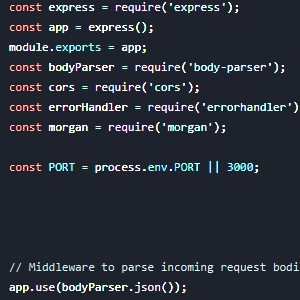 const express = require('express');
const app = express();
module.exports = app;
const bodyParser = require('body-parser');
const cors = require('cors');
const errorHandler = require('errorhandler')
const morgan = require('morgan');
const PORT = process.env.PORT || 3000;
// Middleware to parse incoming request bodi
app.use(bodyParser.json());